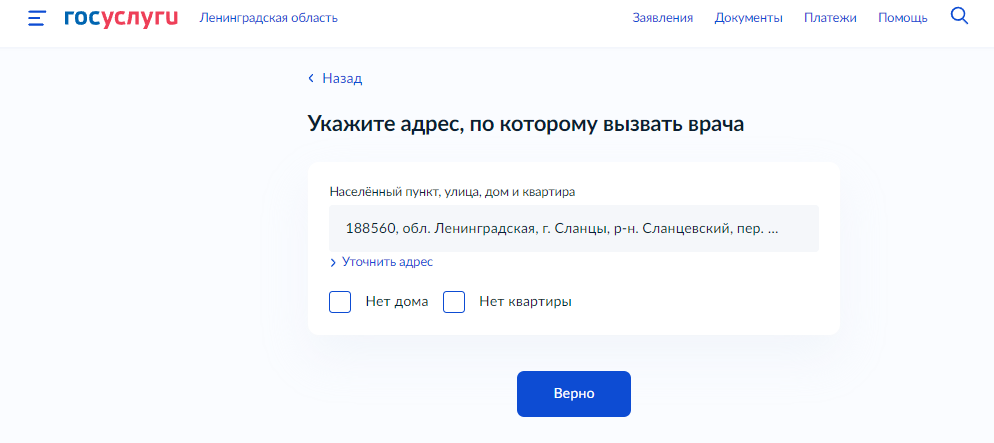 госуслуги Ленинградская область Заявления Документы Платежи Помощь
Назад
Укажите адрес, по которому вызвать врача
Населённый пункт, улица, дом и квартира
188560, обл. Ленинградская, г. Сланцы, р-н. Сланцевский, пер. ...
Уточнить адрес
Нет дома Нет квартиры
Верно